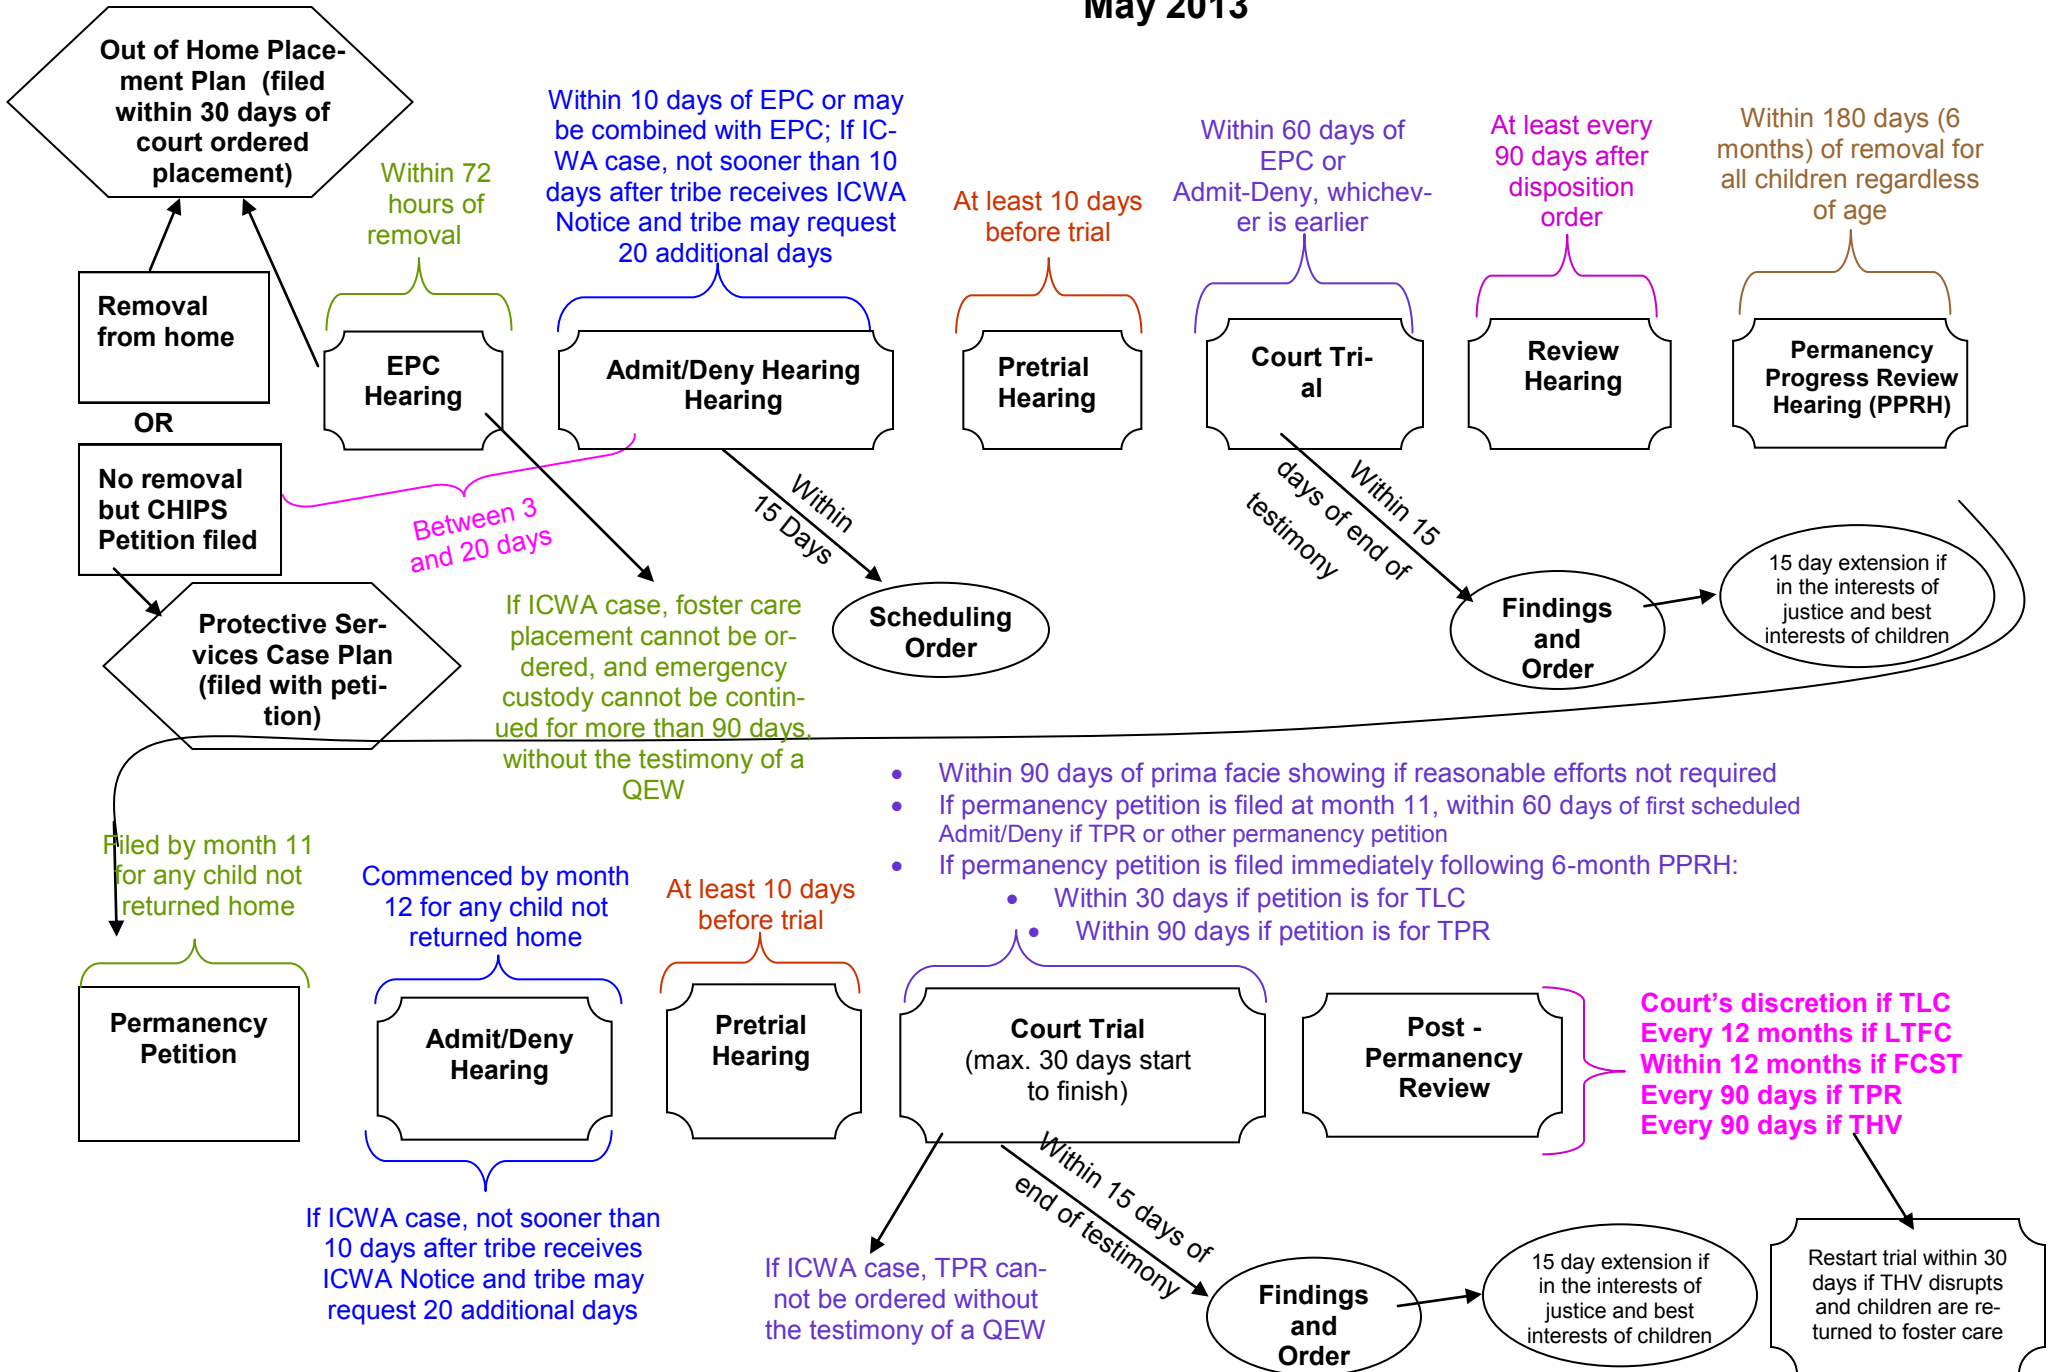 May 2013
Out of Home Place-
ment Plan  (filed
within 30 days of
court ordered
placement)
Within 72
hours of
removal
Within 10 days of EPC or may
be combined with EPC; If IC-
WA case, not sooner than 10
days after tribe receives ICWA
Notice and tribe may request
20 additional days
At least 10 days
before trial
Within 60 days of
EPC or
Admit-Deny, whichev-
er is earlier
At least every
90 days after
disposition
order
Within 180 days (6
months) of removal for
all children regardless
of age
Removal
from home
OR
No removal
but CHIPS
Petition filed
EPC
Hearing
Admit/Deny Hearing
Hearing
Pretrial
Hearing
Court Tri-
al
Review
Hearing
Permanency
Progress Review
Hearing (PPRH)
Between 3
and 20 days
Within
15 Days
Within 15
days of end of
testimony
Protective Ser-
vices Case Plan
(filed with peti-
tion)
If ICWA case, foster care
placement cannot be or-
dered, and emergency
custody cannot be contin-
ued for more than 90 days,
without the testimony of a
QEW
Scheduling
Order
Findings
and
Order
15 day extension if
in the interests of
justice and best
interests of children
• Within 90 days of prima facie showing if reasonable efforts not required
• If permanency petition is filed at month 11, within 60 days of first scheduled
Admit/Deny if TPR or other permanency petition
• If permanency petition is filed immediately following 6-month PPRH:
• Within 30 days if petition is for TLC
• Within 90 days if petition is for TPR
Filed by month 11
for any child not
returned home
Commenced by month
12 for any child not
returned home
At least 10 days
before trial
Permanency
Petition
Admit/Deny
Hearing
Pretrial
Hearing
Court Trial
(max. 30 days start
to finish)
Post -
Permanency
Review
Court’s discretion if TLC
Every 12 months if LTFC
Within 12 months if FCST
Every 90 days if TPR
Every 90 days if THV
If ICWA case, not sooner than
10 days after tribe receives
ICWA Notice and tribe may
request 20 additional days
If ICWA case, TPR can-
not be ordered without
the testimony of a QEW
Within 15 days of
end of testimony
Findings
and
Order
15 day extension if
in the interests of
justice and best
interests of children
Restart trial within 30
days if THV disrupts
and children are re-
turned to foster care